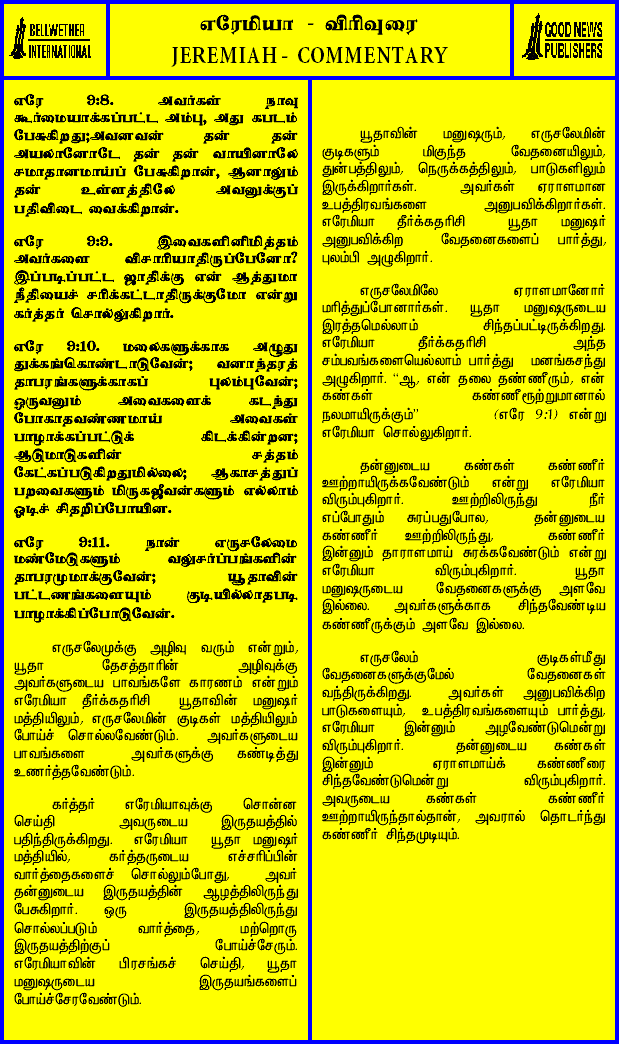 BELLWETHER
INTERNATIONAL
எரேமியா - விரிவுரை
JEREMIAH - COMMENTARY
GOOD NEWS
PUBLISHERS
எரே 9:8. அவர்கள் நாவு
கூர்மையாக்கப்பட்ட அம்பு, அது கபடம்
பேசுகிறது;அவனவன் தன் தன்
அயலானோடே தன் தன் வாயினாலே
சமாதானமாய்ப் பேசுகிறான், ஆனாலும்
தன் உள்ளத்திலே அவனுக்குப்
பதிவிடை வைக்கிறான்.
எரே 9:9. இவைகளினிமித்தம்
அவர்களை விசாரியாதிருப்பேனோ?
இப்படிப்பட்ட ஜாதிக்கு என் ஆத்துமா
நீதியைச் சரிக்கட்டாதிருக்குமோ என்று
கர்த்தர் சொல்லுகிறார்.
எரே 9:10. மலைகளுக்காக அழுது
துக்கங்கொண்டாடுவேன்; வனாந்தரத்
தாபரங்களுக்காகப் புலம்புவேன்;
ஒருவனும் அவைகளைக் கடந்து
போகாதவண்ணமாய் அவைகள்
பாழாக்கப்பட்டுக் கிடக்கின்றன;
ஆடுமாடுகளின் சத்தம்
கேட்கப்படுகிறதுமில்லை; ஆகாசத்துப்
பறவைகளும் மிருகஜீவன்களும் எல்லாம்
ஓடிச் சிதறிப்போயின.
எரே 9:11. நான் எருசலேமை
மண்மேடுகளும் வலுசர்ப்பங்களின்
தாபரமுமாக்குவேன்; யூதாவின்
பட்டணங்களையும் குடியில்லாதபடி
பாழாக்கிப்போடுவேன்.
எருசலேமுக்கு அழிவு வரும் என்றும்,
யூதா தேசத்தாரின் அழிவுக்கு
அவர்களுடைய பாவங்களே காரணம் என்றும்
எரேமியா தீர்க்கதரிசி யூதாவின் மனுஷர்
மத்தியிலும், எருசலேமின் குடிகள் மத்தியிலும்
போய்ச் சொல்லவேண்டும். அவர்களுடைய
பாவங்களை அவர்களுக்கு கண்டித்து
உணர்த்தவேண்டும்.
கர்த்தர் எரேமியாவுக்கு சொன்ன
செய்தி அவருடைய இருதயத்தில்
பதிந்திருக்கிறது. எரேமியா யூதா மனுஷர்
மத்தியில், கர்த்தருடைய எச்சரிப்பின்
வார்த்தைகளைச் சொல்லும்போது, அவர்
தன்னுடைய இருதயத்தின் ஆழத்திலிருந்து
பேசுகிறார். ஒரு இருதயத்திலிருந்து
சொல்லப்படும் வார்த்தை, மற்றொரு
இருதயத்திற்குப் போய்ச்சேரும்.
எரேமியாவின் பிரசங்கச் செய்தி, யூதா
மனுஷருடைய இருதயங்களைப்
போய்ச்சேரவேண்டும்.
யூதாவின் மனுஷரும், எருசலேமின்
குடிகளும் மிகுந்த வேதனையிலும்,
துன்பத்திலும், நெருக்கத்திலும், பாடுகளிலும்
இருக்கிறார்கள். அவர்கள் ஏராளமான
உபத்திரவங்களை அனுபவிக்கிறார்கள்.
எரேமியா தீர்க்கதரிசி யூதா மனுஷர்
அனுபவிக்கிற வேதனைகளைப் பார்த்து,
புலம்பி அழுகிறார்.
எருசலேமிலே ஏராளமானோர்
மரித்துப்போனார்கள். யூதா மனுஷருடைய
இரத்தமெல்லாம் சிந்தப்பட்டிருக்கிறது.
எரேமியா தீர்க்கதரிசி அந்த
சம்பவங்களையெல்லாம் பார்த்து மனங்கசந்து
அழுகிறார். “ஆ, என் தலை தண்ணீரும், என்
கண்கள் கண்ணீரூற்றுமானால்
நலமாயிருக்கும்” (எரே 9:1) என்று
எரேமியா சொல்லுகிறார்.
தன்னுடைய கண்கள் கண்ணீர்
ஊற்றாயிருக்கவேண்டும் என்று எரேமியா
விரும்புகிறார். ஊற்றிலிருந்து நீர்
எப்போதும் சுரப்பதுபோல, தன்னுடைய
கண்ணீர் ஊற்றிலிருந்து, கண்ணீர்
இன்னும் தாராளமாய் சுரக்கவேண்டும் என்று
எரேமியா விரும்புகிறார். யூதா
மனுஷருடைய வேதனைகளுக்கு அளவே
இல்லை. அவர்களுக்காக சிந்தவேண்டிய
கண்ணீருக்கும் அளவே இல்லை.
எருசலேம் குடிகள்மீது
வேதனைகளுக்குமேல் வேதனைகள்
வந்திருக்கிறது. அவர்கள் அனுபவிக்கிற
பாடுகளையும், உபத்திரவங்களையும் பார்த்து,
எரேமியா இன்னும் அழவேண்டுமென்று
விரும்புகிறார். தன்னுடைய கண்கள்
இன்னும் ஏராளமாய்க் கண்ணீரை
சிந்தவேண்டுமென்று விரும்புகிறார்.
அவருடைய கண்கள் கண்ணீர்
ஊற்றாயிருந்தால்தான், அவரால் தொடர்ந்து
கண்ணீர் சிந்தமுடியும்.